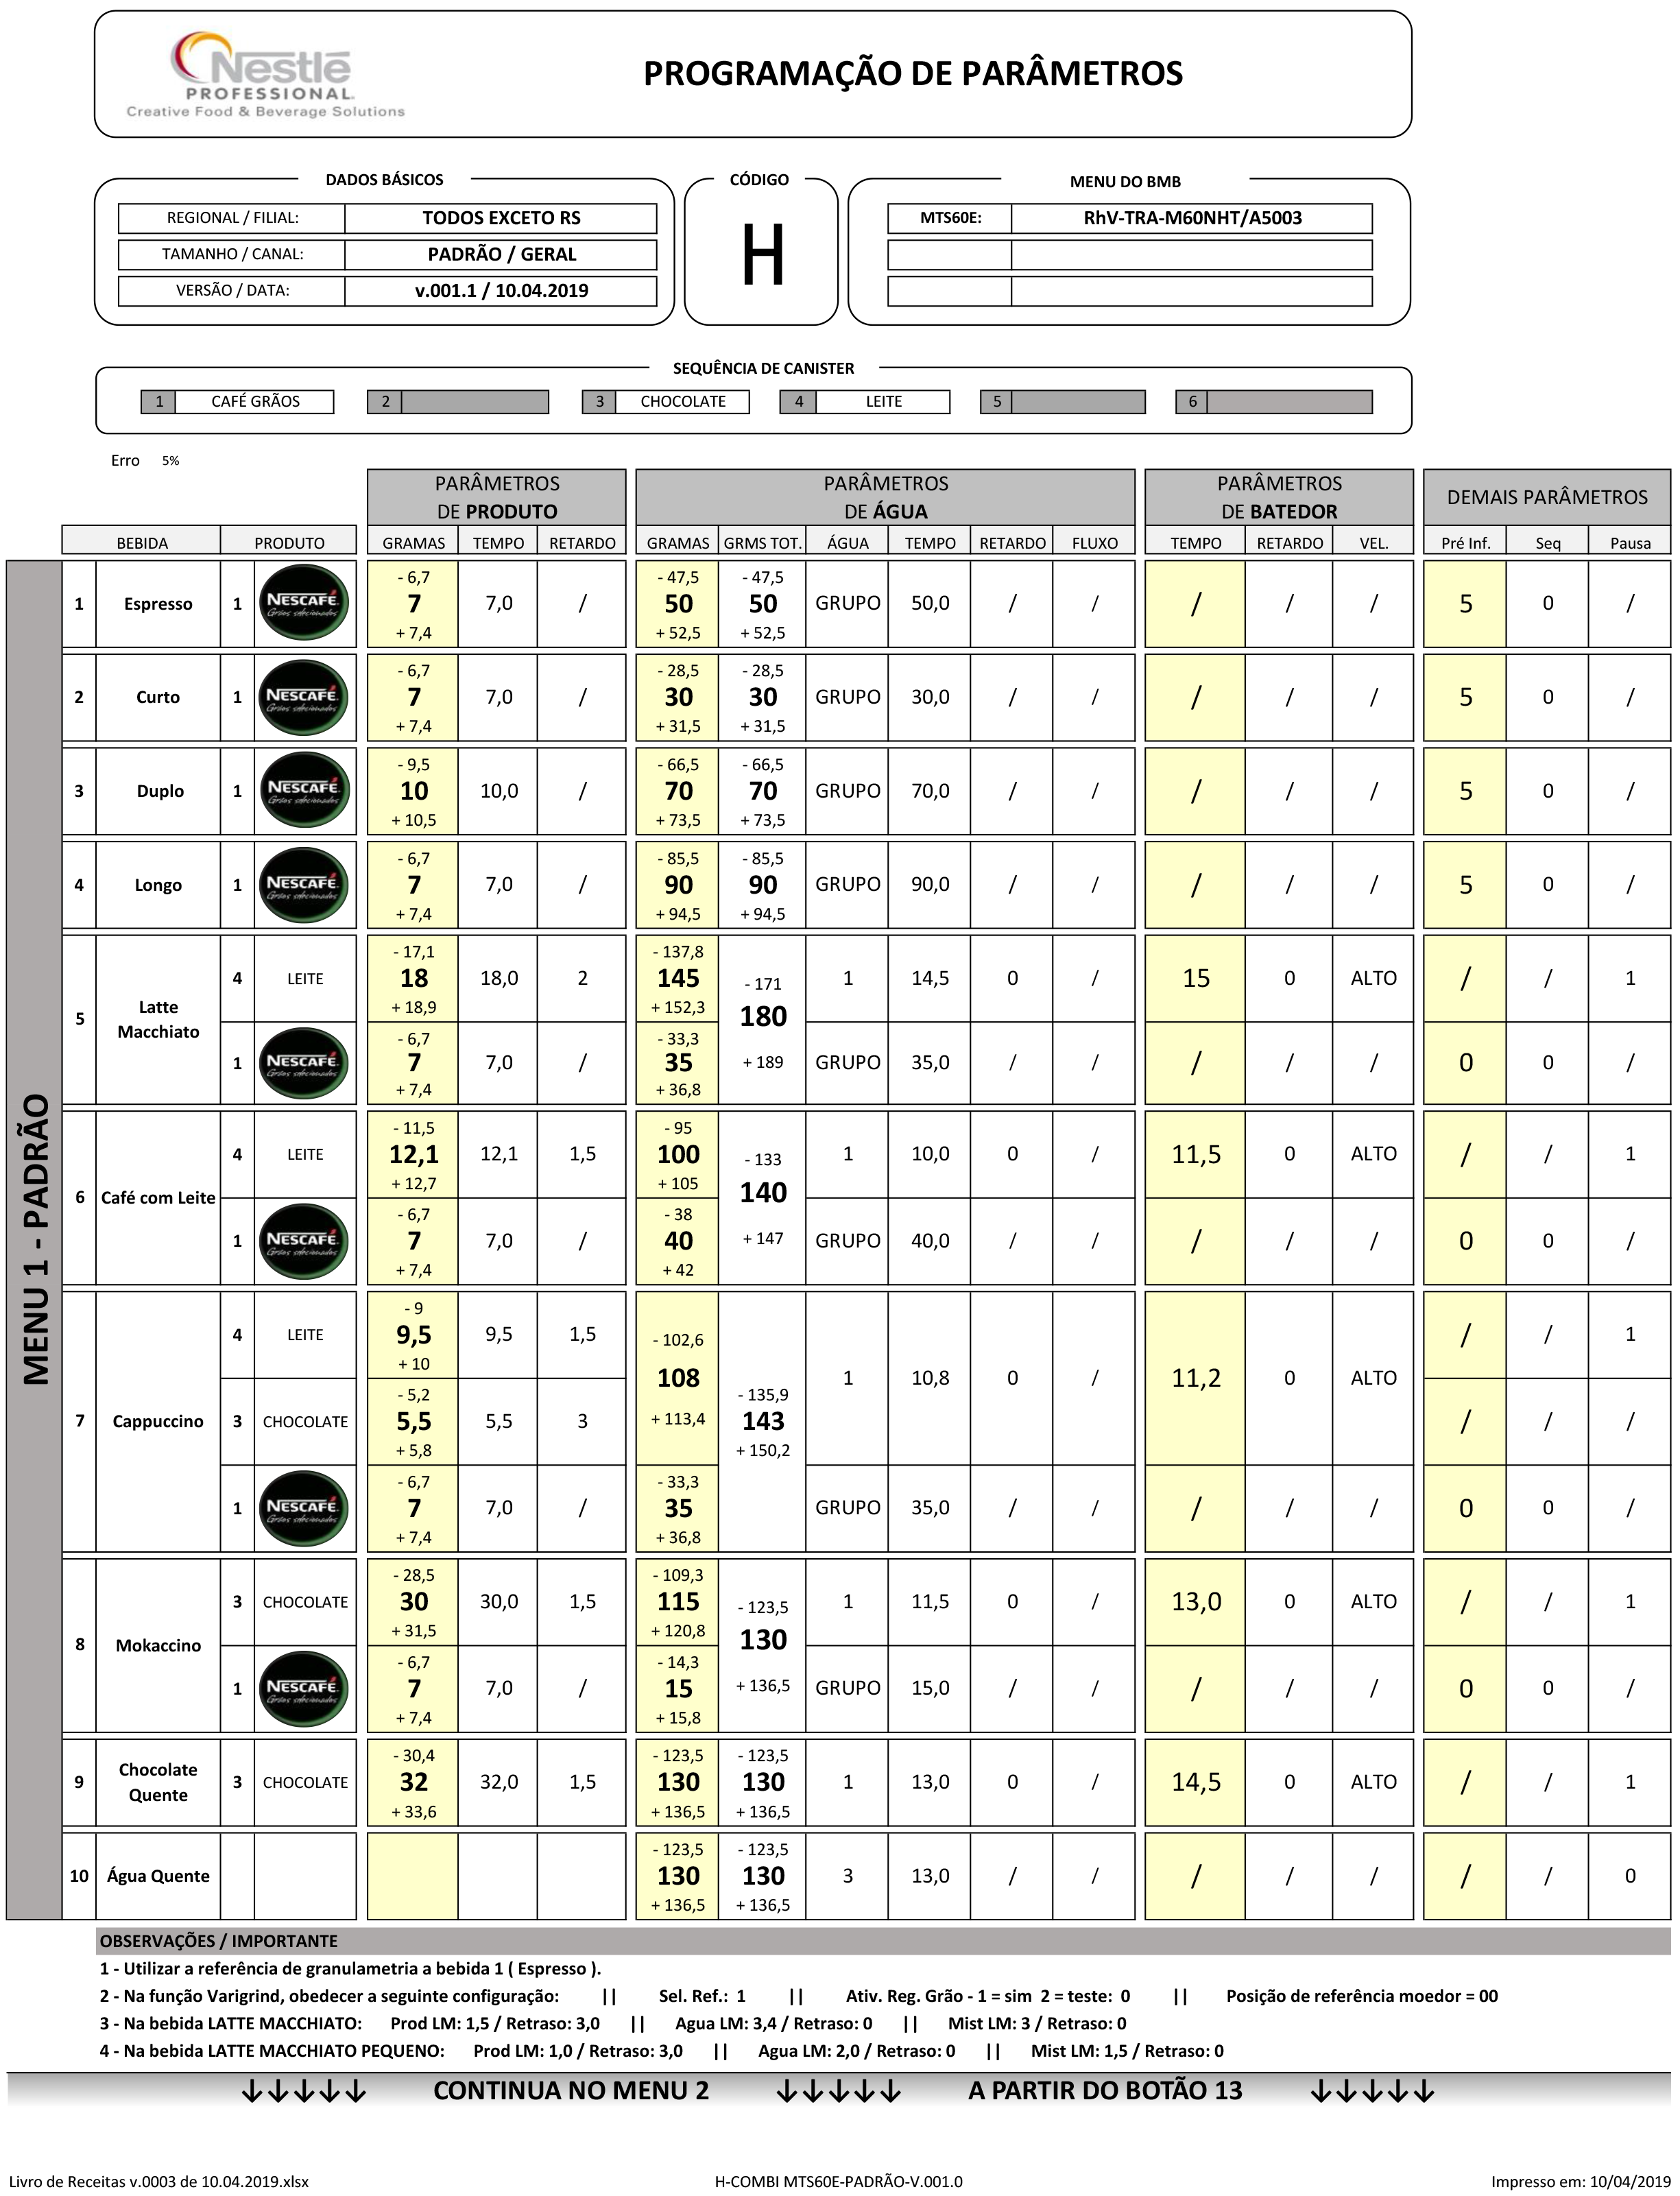 Nestlé
PROFESSIONAL.
Creative Food & Beverage Solutions
PROGRAMAÇÃO DE PARÂMETROS
DADOS BÁSICOS
REGIONAL / FILIAL: TODOS EXCETO RS
TAMANHO / CANAL: PADRÃO / GERAL
VERSÃO / DATA: v.001.1 / 10.04.2019
CÓDIGO
H
MENU DO BMB
MTS60E: RhV-TRA-M60NHT/A5003
SEQUÊNCIA DE CANISTER
1 CAFÉ GRÃOS 2 3 CHOCOLATE 4 LEITE 5 6
Erro 5%
PARÂMETROS DE PRODUTO
PARÂMETROS DE ÁGUA
PARÂMETROS DE BATEDOR
DEMAIS PARÂMETROS
BEBIDA PRODUTO GRAMAS TEMPO RETARDO GRAMAS GRMS TOT. ÁGUA TEMPO RETARDO FLUXO TEMPO RETARDO VEL. Pré Inf. Seq Pausa
MENU 1 - PADRÃO
- 6,7 - 47,5 - 47,5
1 Espresso 1 NESCAFÉ Grãos selecionados 7 7,0 / 50 50 GRUPO 50,0 / / / / / 5 0 /
+ 7,4 + 52,5 + 52,5
- 6,7 - 28,5 - 28,5
2 Curto 1 NESCAFÉ Grãos selecionados 7 7,0 / 30 30 GRUPO 30,0 / / / / / 5 0 /
+ 7,4 + 31,5 + 31,5
- 9,5 - 66,5 - 66,5
3 Duplo 1 NESCAFÉ Grãos selecionados 10 10,0 / 70 70 GRUPO 70,0 / / / / / 5 0 /
+ 10,5 + 73,5 + 73,5
- 6,7 - 85,5 - 85,5
4 Longo 1 NESCAFÉ Grãos selecionados 7 7,0 / 90 90 GRUPO 90,0 / / / / / 5 0 /
+ 7,4 + 94,5 + 94,5
5 Latte Macchiato
- 17,1 - 137,8
4 LEITE 18 18,0 2 145 1 14,5 0 / 15 0 ALTO / / 1
+ 18,9 + 152,3
- 171
180
+ 189
- 6,7 - 33,3
1 NESCAFÉ Grãos selecionados 7 7,0 / 35 GRUPO 35,0 / / / / / 0 0 /
+ 7,4 + 36,8
6 Café com Leite
- 11,5 - 95
4 LEITE 12,1 12,1 1,5 100 1 10,0 0 / 11,5 0 ALTO / / 1
+ 12,7 + 105
- 133
140
+ 147
- 6,7 - 38
1 NESCAFÉ Grãos selecionados 7 7,0 / 40 GRUPO 40,0 / / / / / 0 0 /
+ 7,4 + 42
7 Cappuccino
- 9
4 LEITE 9,5 9,5 1,5 / / 1
+ 10
- 102,6
108 1 10,8 0 / 11,2 0 ALTO
+ 113,4
- 5,2 - 135,9
3 CHOCOLATE 5,5 5,5 3 143 / / /
+ 5,8 + 150,2
- 6,7 - 33,3
1 NESCAFÉ Grãos selecionados 7 7,0 / 35 GRUPO 35,0 / / / / / 0 0 /
+ 7,4 + 36,8
8 Mokaccino
- 28,5 - 109,3
3 CHOCOLATE 30 30,0 1,5 115 1 11,5 0 / 13,0 0 ALTO / / 1
+ 31,5 + 120,8
- 123,5
130
+ 136,5
- 6,7 - 14,3
1 NESCAFÉ Grãos selecionados 7 7,0 / 15 GRUPO 15,0 / / / / / 0 0 /
+ 7,4 + 15,8
- 30,4 - 123,5 - 123,5
9 Chocolate Quente 3 CHOCOLATE 32 32,0 1,5 130 130 1 13,0 0 / 14,5 0 ALTO / / 1
+ 33,6 + 136,5 + 136,5
- 123,5 - 123,5
10 Água Quente 130 130 3 13,0 / / / / / / / 0
+ 136,5 + 136,5
OBSERVAÇÕES / IMPORTANTE
1 - Utilizar a referência de granulametria a bebida 1 ( Espresso ).
2 - Na função Varigrind, obedecer a seguinte configuração: || Sel. Ref.: 1 || Ativ. Reg. Grão - 1 = sim 2 = teste: 0 || Posição de referência moedor = 00
3 - Na bebida LATTE MACCHIATO: Prod LM: 1,5 / Retraso: 3,0 || Agua LM: 3,4 / Retraso: 0 || Mist LM: 3 / Retraso: 0
4 - Na bebida LATTE MACCHIATO PEQUENO: Prod LM: 1,0 / Retraso: 3,0 || Agua LM: 2,0 / Retraso: 0 || Mist LM: 1,5 / Retraso: 0
↓↓↓↓↓ CONTINUA NO MENU 2 ↓↓↓↓↓ A PARTIR DO BOTÃO 13 ↓↓↓↓↓
Livro de Receitas v.0003 de 10.04.2019.xlsx H-COMBI MTS60E-PADRÃO-V.001.0 Impresso em: 10/04/2019